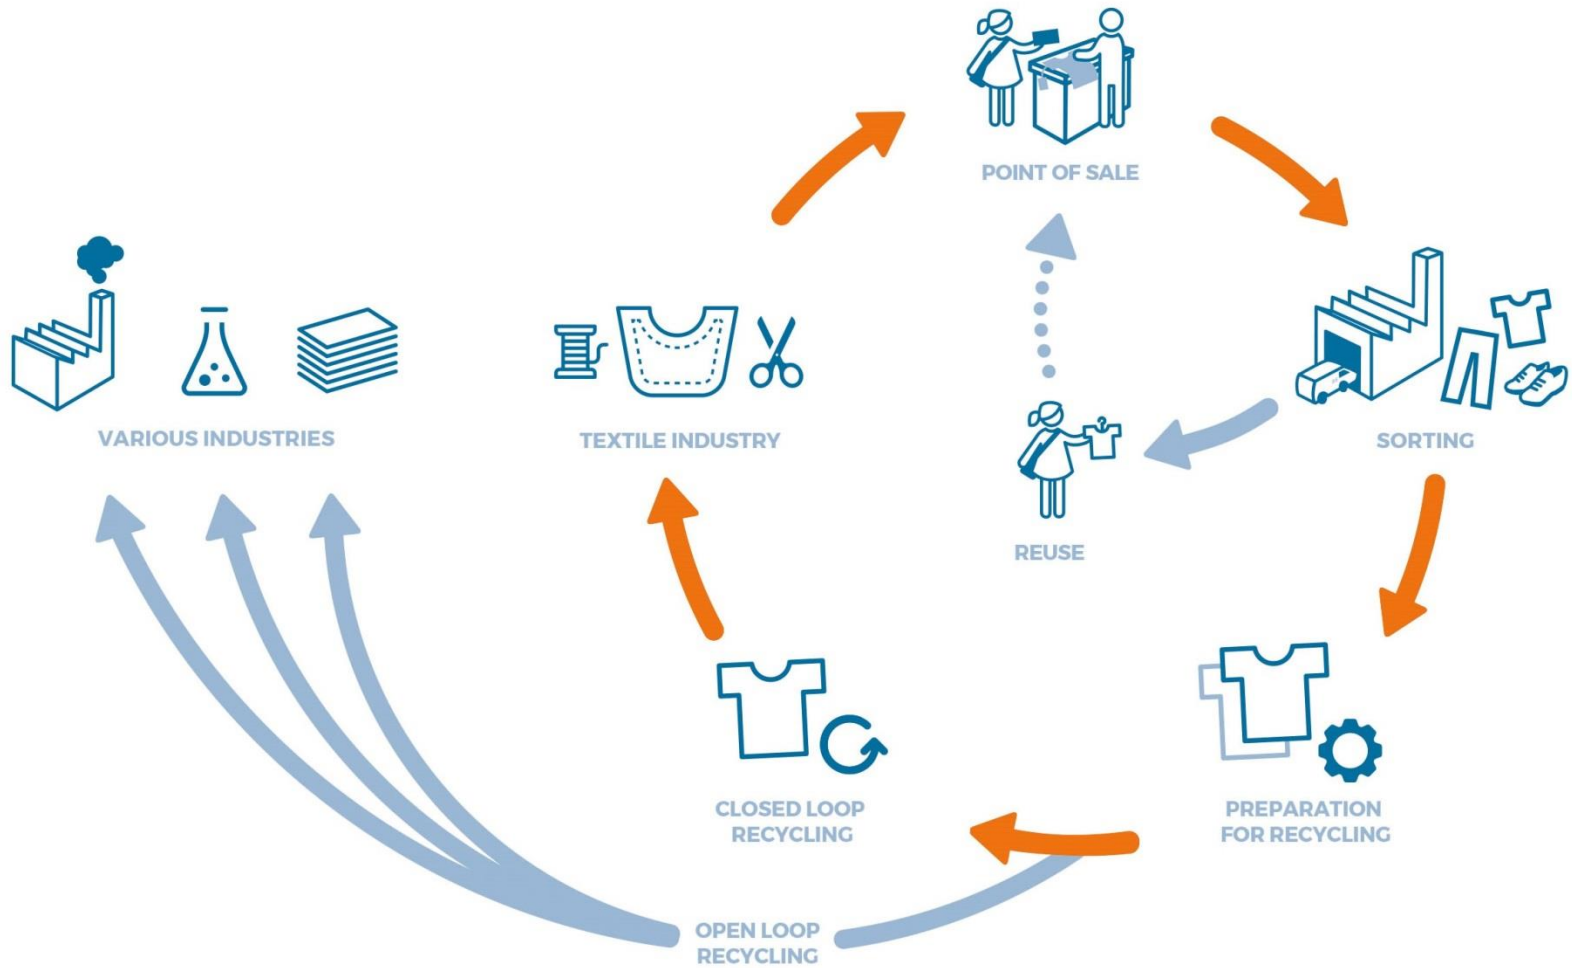 POINT OF SALE
VARIOUS INDUSTRIES
TEXTILE INDUSTRY
SORTING
REUSE
CLOSED LOOP
RECYCLING
PREPARATION
FOR RECYCLING
OPEN LOOP
RECYCLING